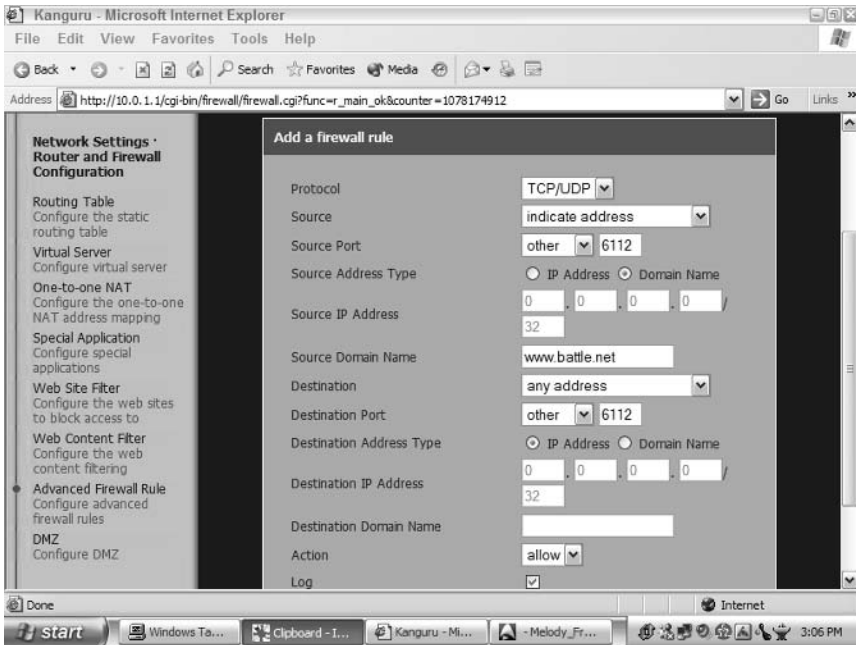 Kanguru - Microsoft Internet Explorer
File Edit View Favorites Tools Help
Back Search Favorites Media
Address http://10.0.1.1/cgi-bin/firewall/firewall.cgi?func=r_main_ok&counter=1078174912 Go Links »
Network Settings ·
Router and Firewall
Configuration
Routing Table
Configure the static
routing table
Virtual Server
Configure virtual server
One-to-one NAT
Configure the one-to-one
NAT address mapping
Special Application
Configure special
applications
Web Site Filter
Configure the web sites
to block access to
Web Content Filter
Configure the web
content filtering
Advanced Firewall Rule
Configure advanced
firewall rules
DMZ
Configure DMZ
Add a firewall rule
Protocol TCP/UDP
Source indicate address
Source Port other 6112
Source Address Type IP Address Domain Name
Source IP Address 0 . 0 . 0 . 0 /
32
Source Domain Name www.battle.net
Destination any address
Destination Port other 6112
Destination Address Type IP Address Domain Name
Destination IP Address 0 . 0 . 0 . 0 /
32
Destination Domain Name
Action allow
Log
Done Internet
start Windows Ta... Clipboard - I... Kanguru - Mi... - Melody_Fr... 3:06 PM